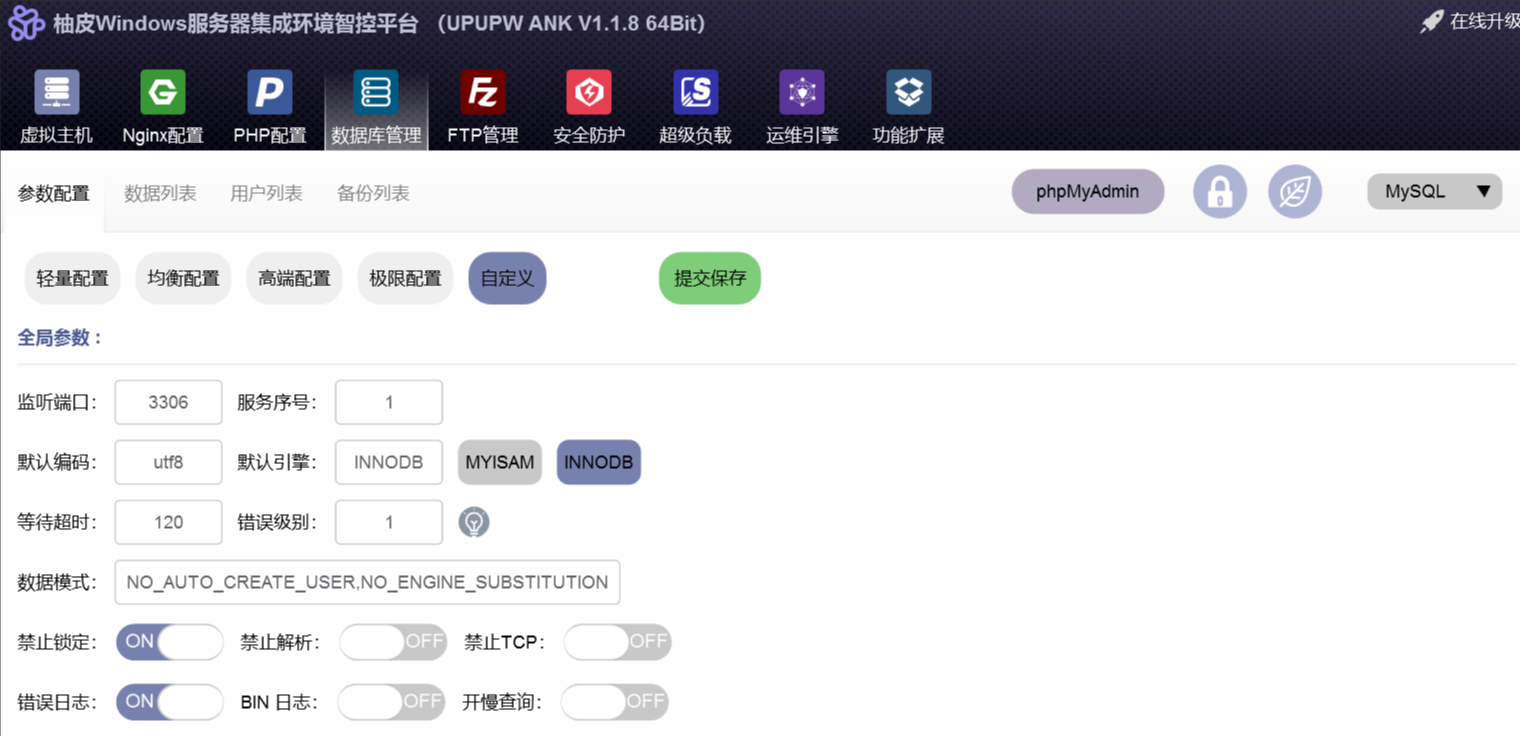 柚皮Windows服务器集成环境智控平台 （UPUPW ANK V1.1.8 64Bit）
在线升级
虚拟主机 Nginx配置 PHP配置 数据库管理 FTP管理 安全防护 超级负载 运维引擎 功能扩展
参数配置 数据列表 用户列表 备份列表 phpMyAdmin MySQL ▼
轻量配置 均衡配置 高端配置 极限配置 自定义 提交保存
全局参数：
监听端口： 3306 服务序号： 1
默认编码： utf8 默认引擎： INNODB MYISAM INNODB
等待超时： 120 错误级别： 1
数据模式： NO_AUTO_CREATE_USER,NO_ENGINE_SUBSTITUTION
禁止锁定： ON 禁止解析： OFF 禁止TCP： OFF
错误日志： ON BIN 日志： OFF 开慢查询： OFF